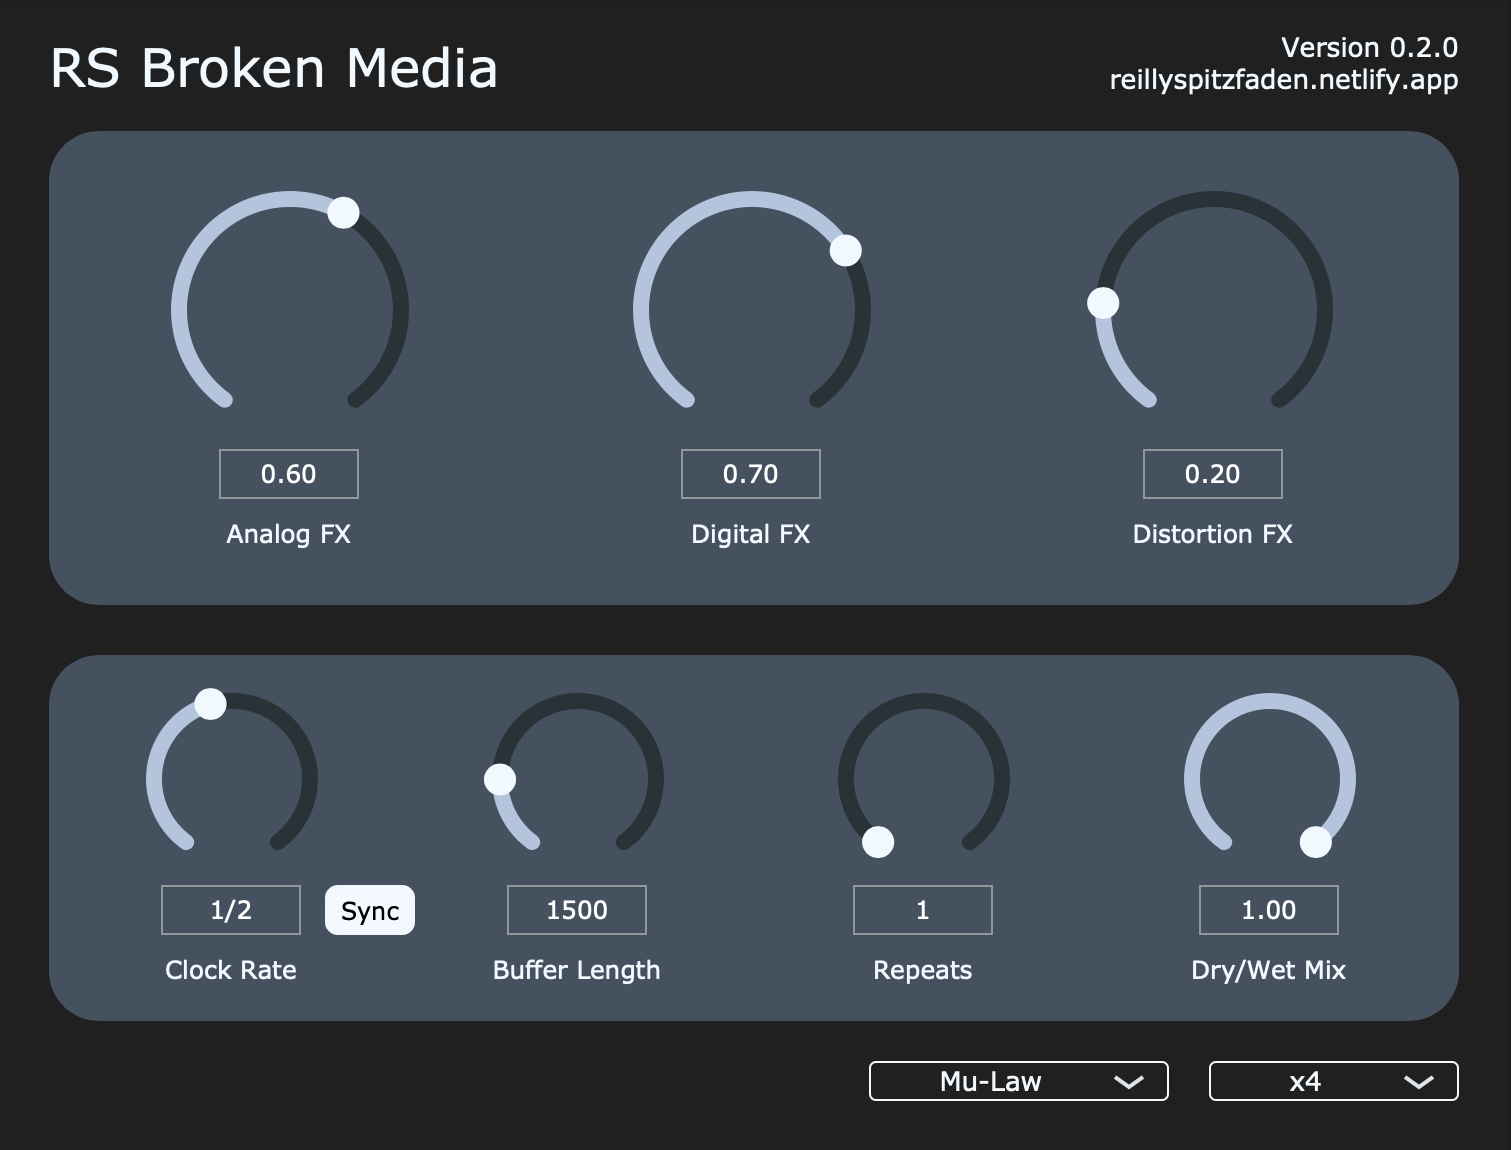 RS Broken Media
Version 0.2.0
reillyspitzfaden.netlify.app
0.60
0.70
0.20
Analog FX
Digital FX
Distortion FX
1/2
Sync
1500
1
1.00
Clock Rate
Buffer Length
Repeats
Dry/Wet Mix
Mu-Law
x4